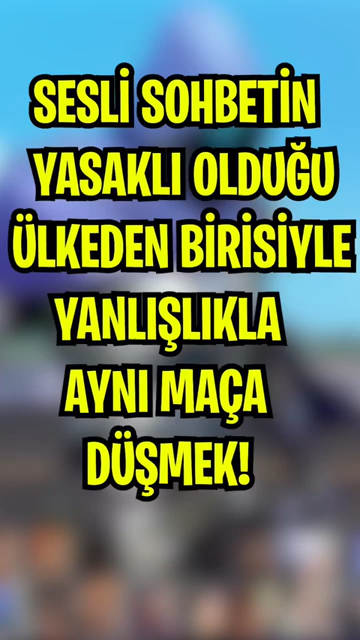 SESLİ SOHBETİN
YASAKLI OLDUĞU
ÜLKEDEN BİRİSİYLE
YANLIŞLIKLA
AYNI MAÇA
DÜŞMEK!